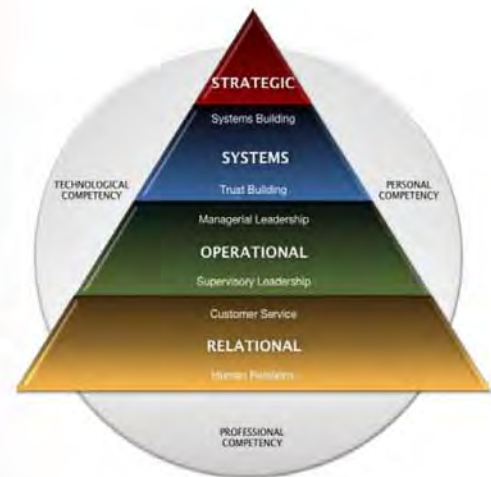 STRATEGIC
Systems Building
SYSTEMS
TECHNOLOGICAL
COMPETENCY
PERSONAL
COMPETENCY
Trust Building
Managerial Leadership
OPERATIONAL
Supervisory Leadership
Customer Service
RELATIONAL
Human Relations
PROFESSIONAL
COMPETENCY